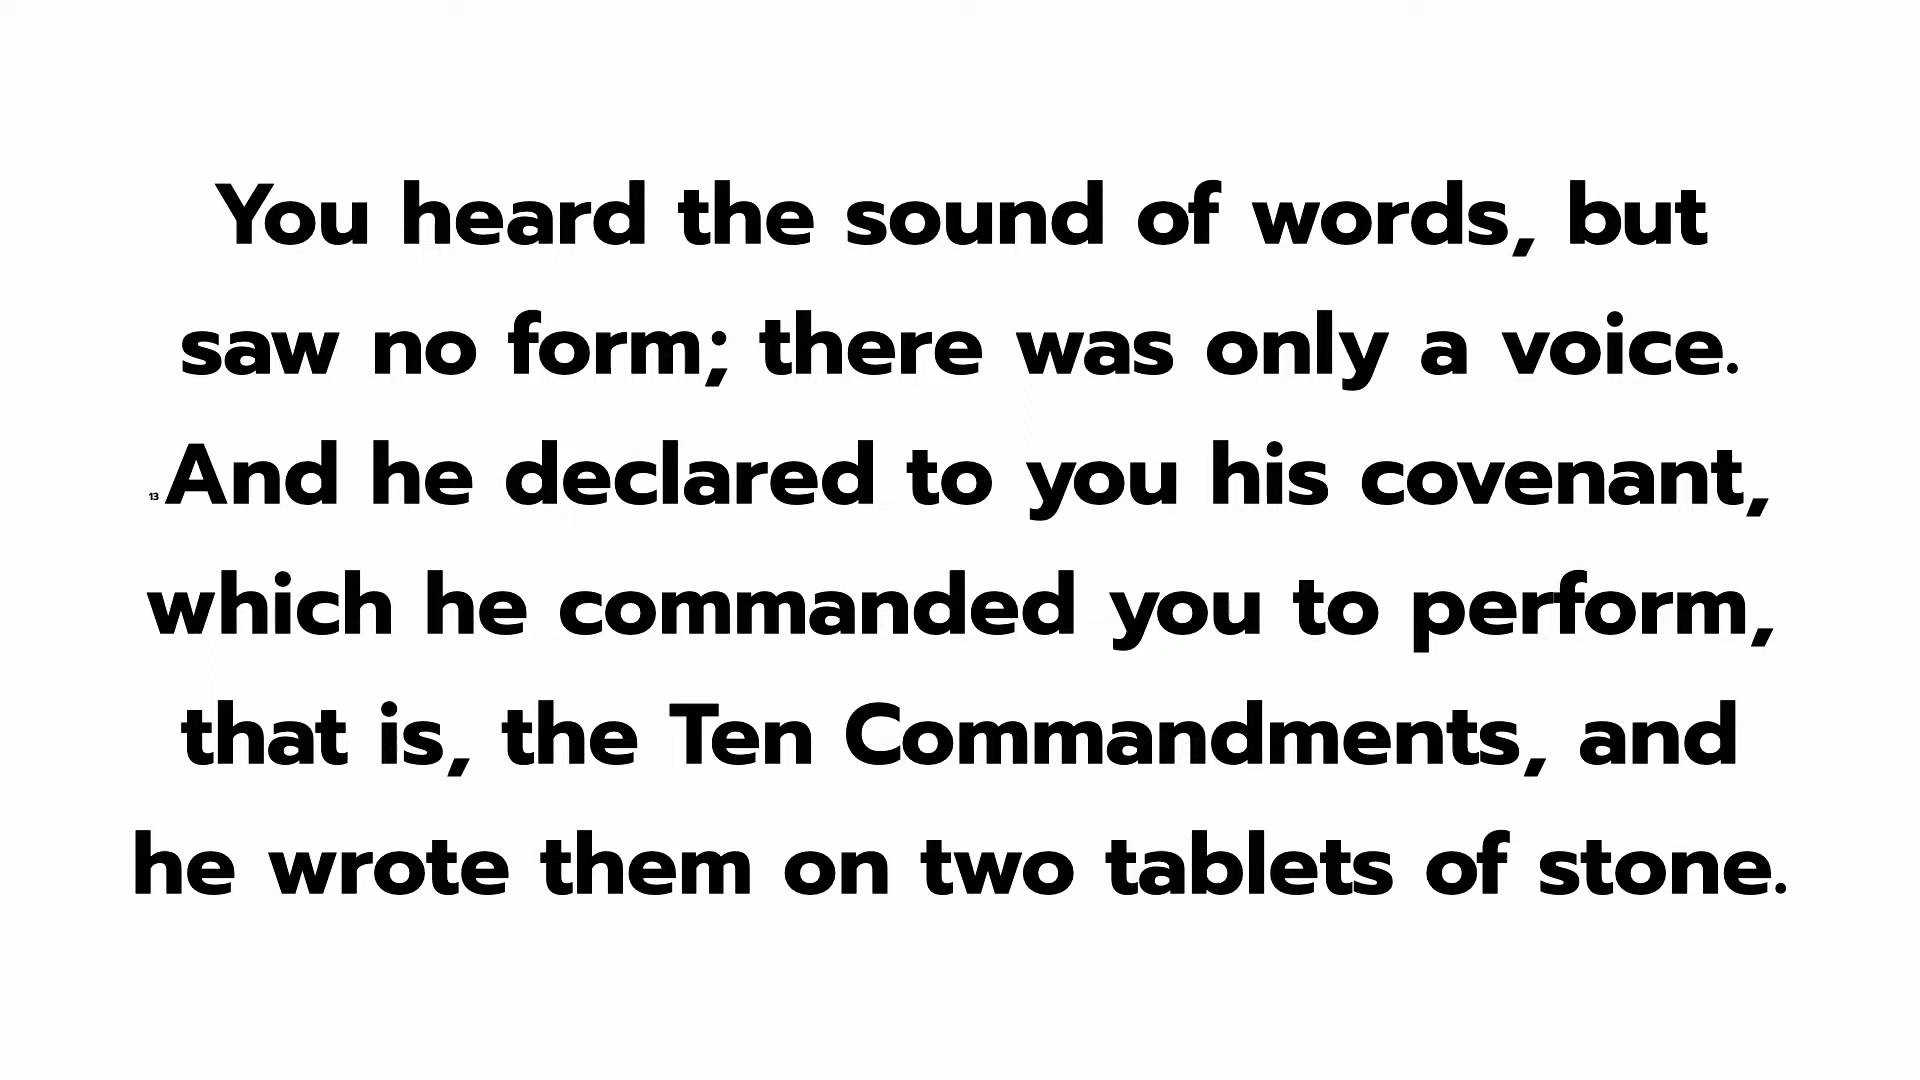 You heard the sound of words, but
saw no form; there was only a voice.
13 And he declared to you his covenant,
which he commanded you to perform,
that is, the Ten Commandments, and
he wrote them on two tablets of stone.